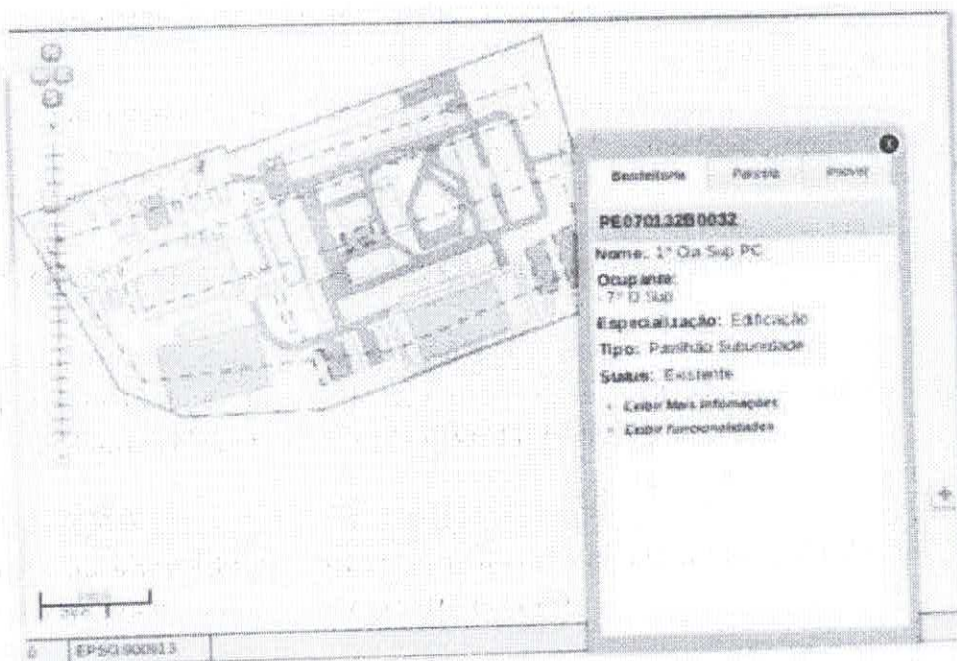 Benfeitoria Parcela Imóvel
PE070132B0032
Nome: 1ª Cia Sup PC
Ocupante:
- 7º D Sup
Especialização: Edificação
Tipo: Pavilhão Subunidade
Status: Existente
Exibir Mais Informações
Exibir funcionalidades
EPSG:900913